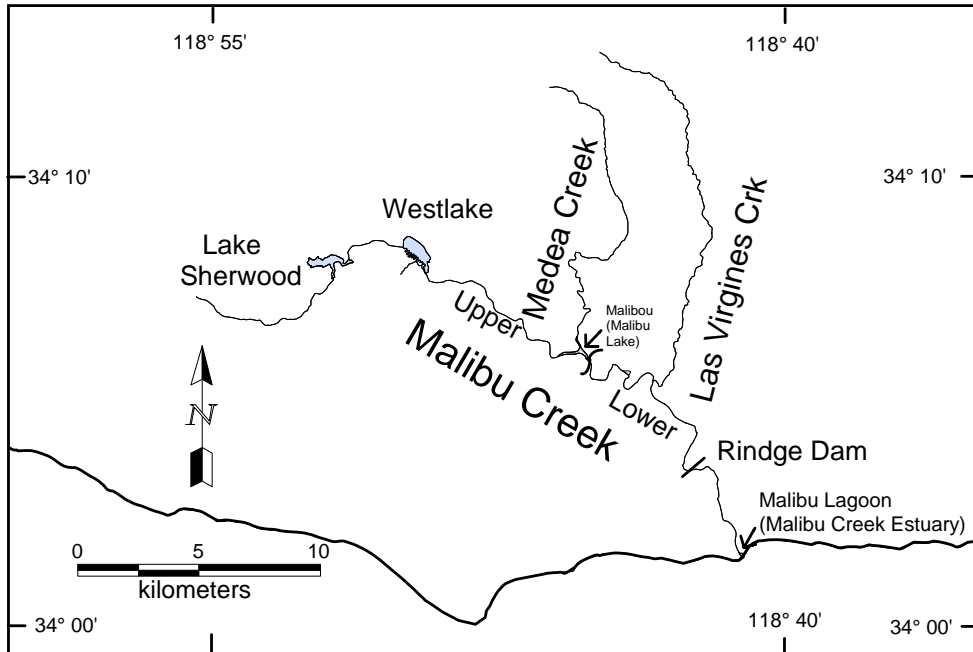 118° 55'
118° 40'
34° 10'
34° 10'
Westlake
Lake
Sherwood
Medea Creek
Las Virgines Crk
Upper
Malibou
(Malibu
Lake)
Malibu Creek
Lower
N
Rindge Dam
Malibu Lagoon
(Malibu Creek Estuary)
0 5 10
kilometers
34° 00'
118° 40'
34° 00'